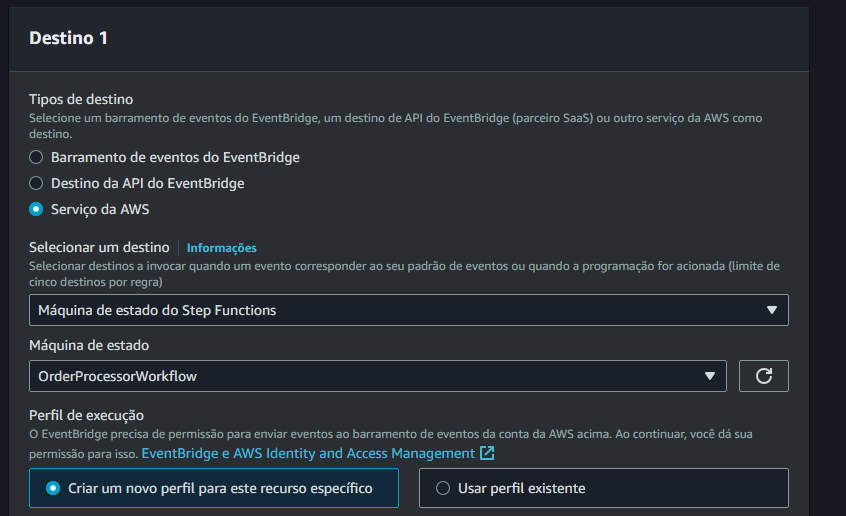 Destino 1
Tipos de destino
Selecione um barramento de eventos do EventBridge, um destino de API do EventBridge (parceiro SaaS) ou outro serviço da AWS como
destino.
Barramento de eventos do EventBridge
Destino da API do EventBridge
Serviço da AWS
Selecionar um destino Informações
Selecionar destinos a invocar quando um evento corresponder ao seu padrão de eventos ou quando a programação for acionada (limite de
cinco destinos por regra)
Máquina de estado do Step Functions
Máquina de estado
OrderProcessorWorkflow
Perfil de execução
O EventBridge precisa de permissão para enviar eventos ao barramento de eventos da conta da AWS acima. Ao continuar, você dá sua
permissão para isso. EventBridge e AWS Identity and Access Management
Criar um novo perfil para este recurso específico
Usar perfil existente